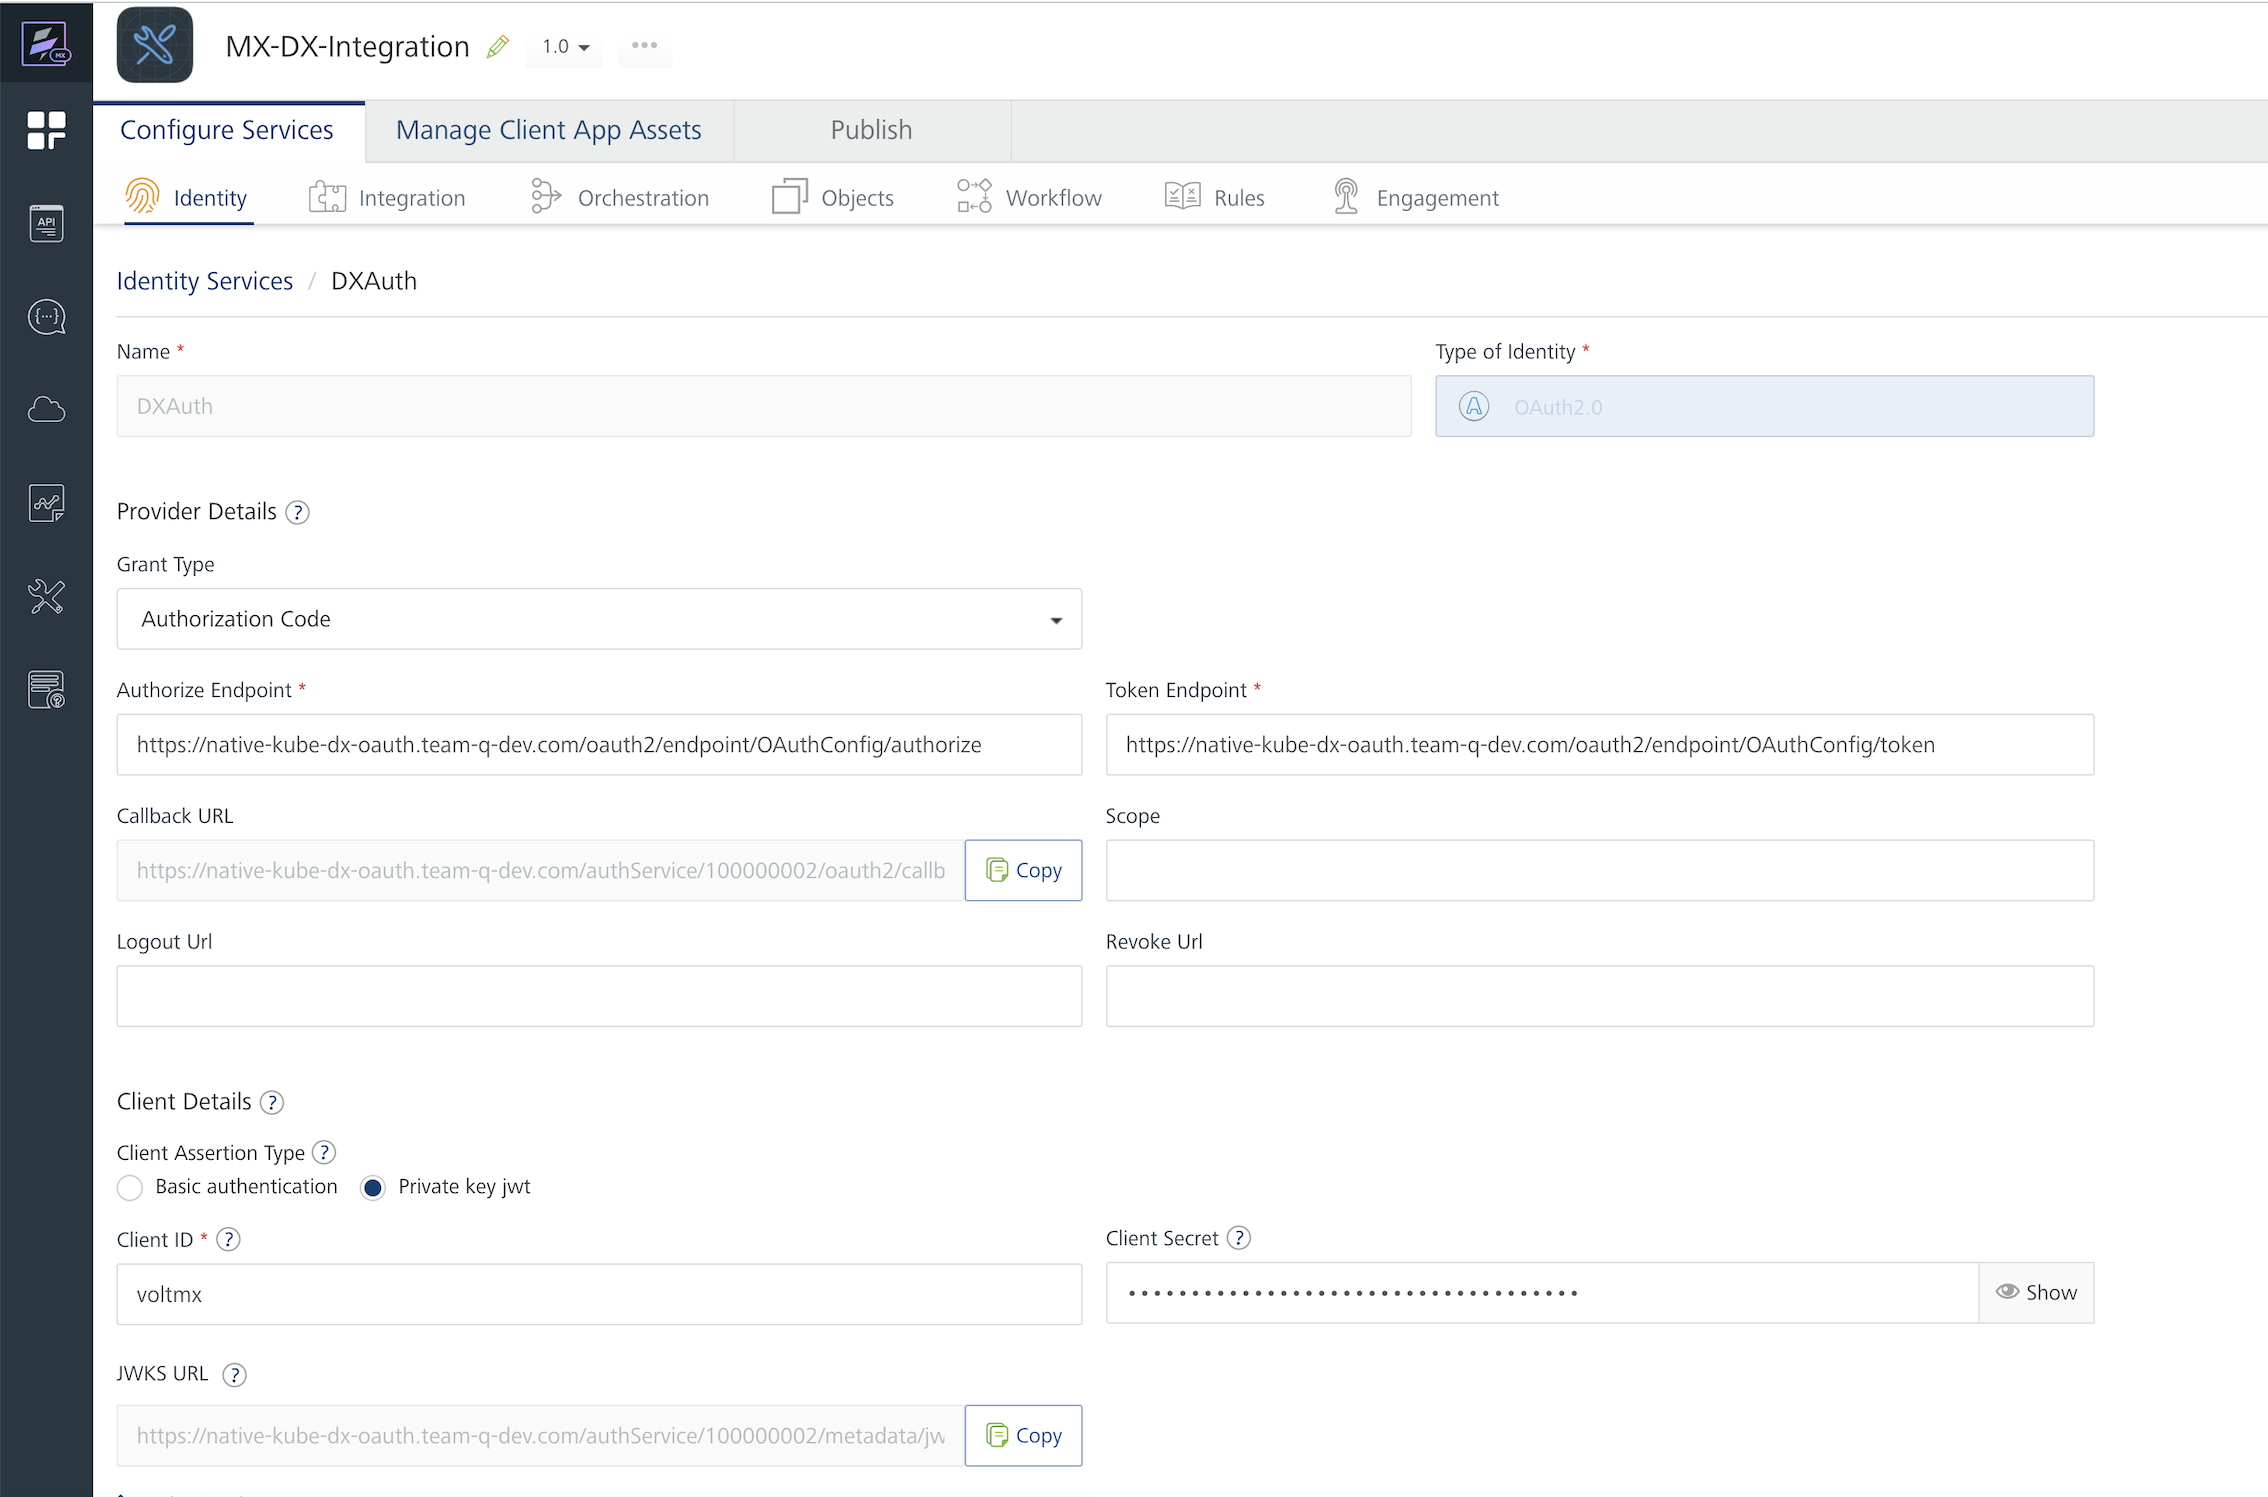 MX-DX-Integration 1.0
Configure Services Manage Client App Assets Publish
Identity Integration Orchestration Objects Workflow Rules Engagement
API
Identity Services / DXAuth
Name * Type of Identity *
DXAuth OAuth2.0
Provider Details ?
Grant Type
Authorization Code
Authorize Endpoint * Token Endpoint *
https://native-kube-dx-oauth.team-q-dev.com/oauth2/endpoint/OAuthConfig/authorize https://native-kube-dx-oauth.team-q-dev.com/oauth2/endpoint/OAuthConfig/token
Callback URL Scope
https://native-kube-dx-oauth.team-q-dev.com/authService/100000002/oauth2/callb Copy
Logout Url Revoke Url
Client Details ?
Client Assertion Type ?
Basic authentication Private key jwt
Client ID * ? Client Secret ?
voltmx Show
JWKS URL ?
https://native-kube-dx-oauth.team-q-dev.com/authService/100000002/metadata/jw Copy